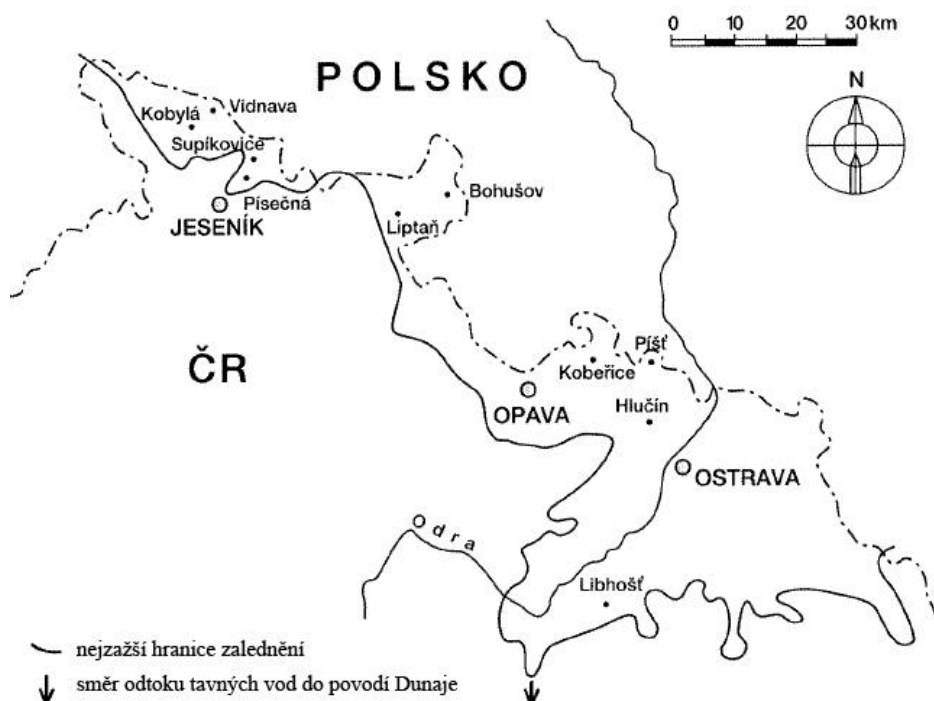 0 10 20 30 km
POLSKO
N
Kobylá
Vidnava
Supíkovice
Písečná
JESENÍK
Bohušov
Liptaň
ČR
Píšť
Kobeřice
OPAVA
Hlučín
OSTRAVA
Odra
Libhošť
nejzažší hranice zalednění
směr odtoku tavných vod do povodí Dunaje